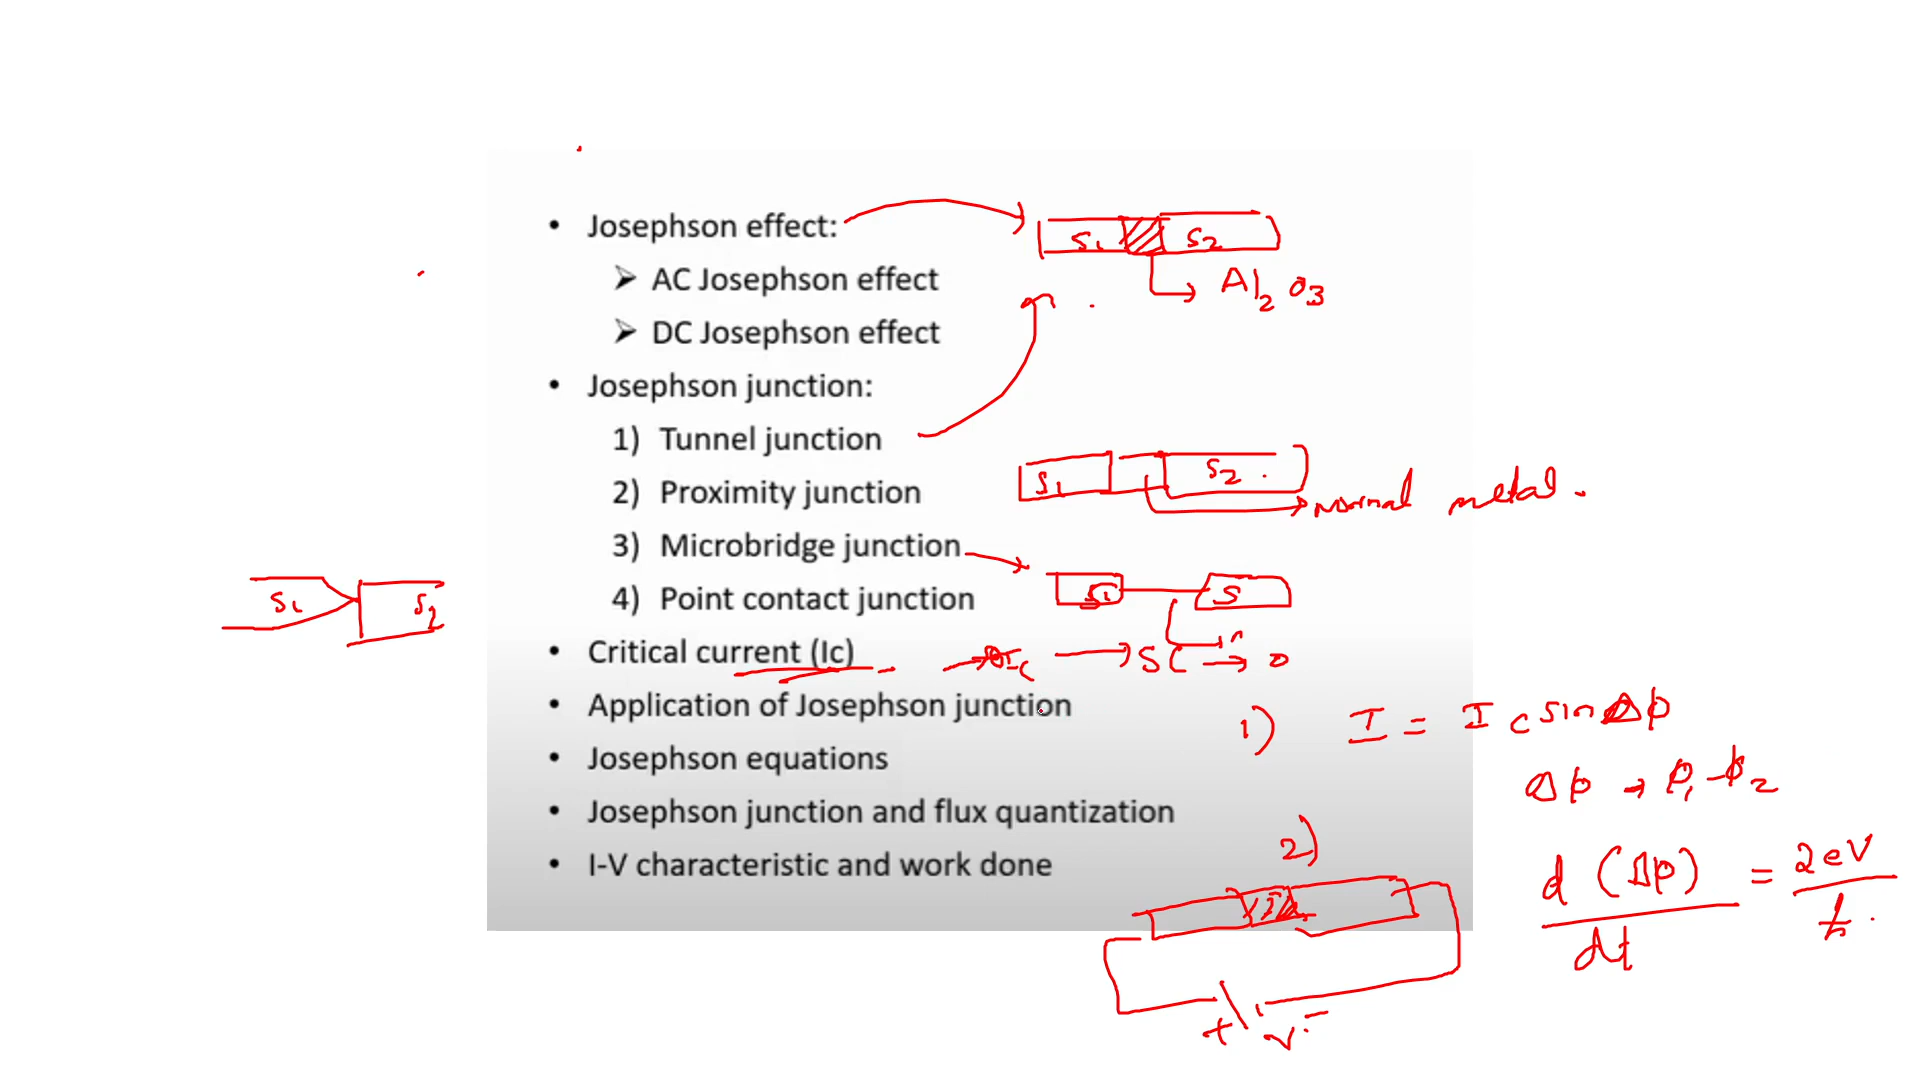 • Josephson effect:
S1 S2
➢ AC Josephson effect
Al2O3
➢ DC Josephson effect
• Josephson junction:
1) Tunnel junction
2) Proximity junction
S1 S2
normal metal.
3) Microbridge junction
S1 S
4) Point contact junction
S1 S2
• Critical current (Ic)
SC → 0
• Application of Josephson junction
1) I = Ic sin Δφ
• Josephson equations
Δφ → φ1 - φ2
• Josephson junction and flux quantization
2)
• I-V characteristic and work done
d(Δφ)/dt = 2eV/ħ.
I
+ V -